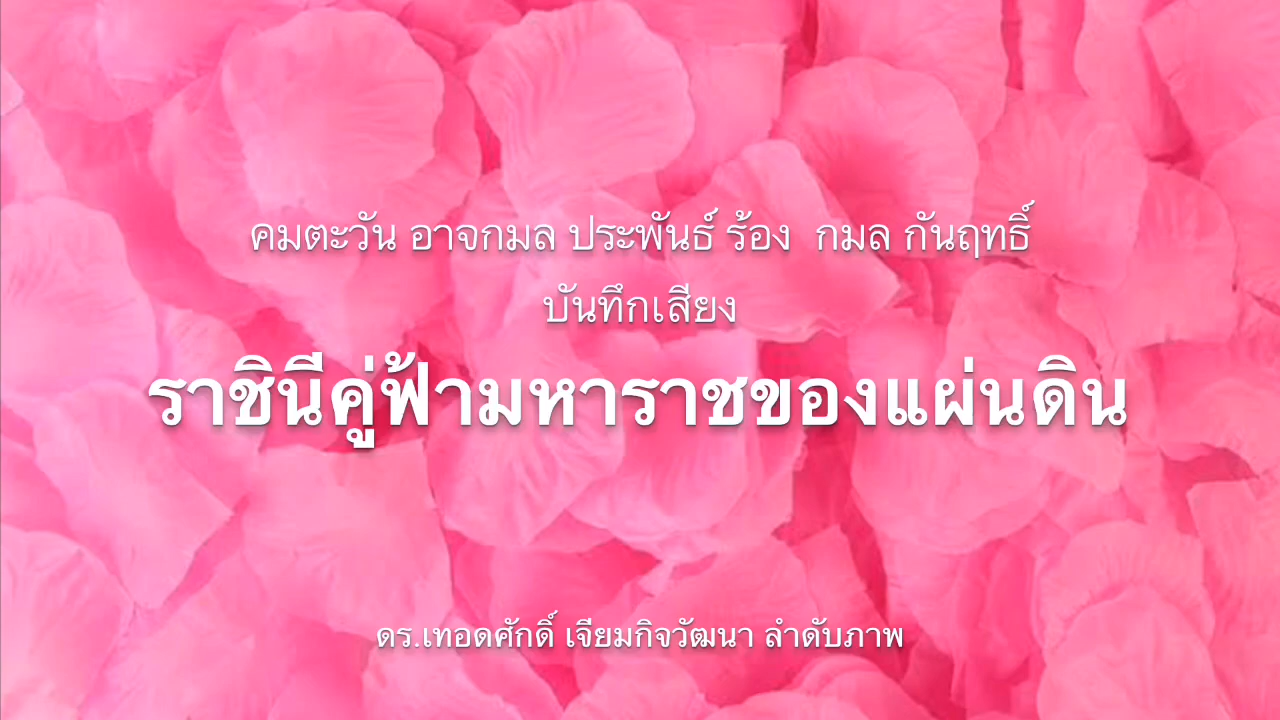 คมตะวัน อาจกมล ประพันธ์ ร้อง กมล กันฤทธิ์
บันทึกเสียง
ราชินีคู่ฟ้ามหาราชของแผ่นดิน
ดร.เทอดศักดิ์ เจียมกิจวัฒนา ลำดับภาพ